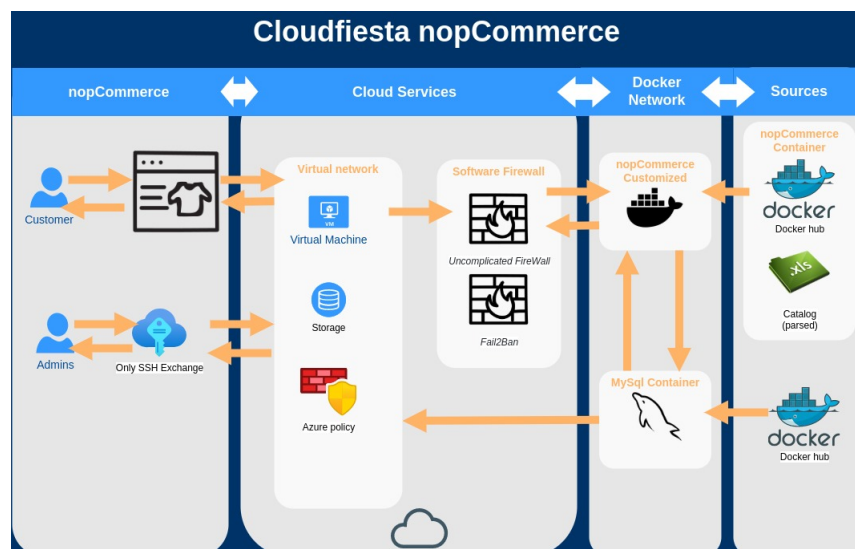 Cloudfiesta nopCommerce
nopCommerce
Cloud Services
Docker
Network
Sources
Customer
Admins
Only SSH Exchange
Virtual network
VM
Virtual Machine
Storage
Azure policy
Software Firewall
Uncomplicated FireWall
Fail2Ban
nopCommerce
Customized
MySql Container
nopCommerce
Container
docker
Docker hub
.xls
Catalog
(parsed)
docker
Docker hub